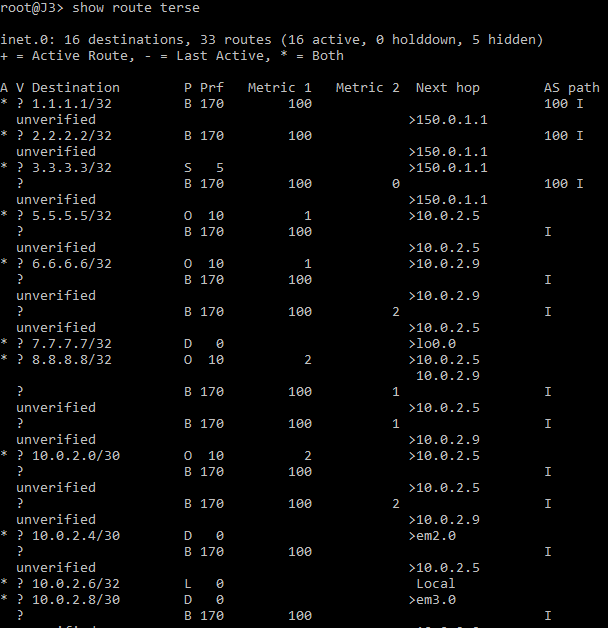 root@J3> show route terse

inet.0: 16 destinations, 33 routes (16 active, 0 holddown, 5 hidden)
+ = Active Route, - = Last Active, * = Both

A V Destination        P Prf   Metric 1   Metric 2  Next hop        AS path
* ? 1.1.1.1/32         B 170        100                             100 I
  unverified                                       >150.0.1.1
* ? 2.2.2.2/32         B 170        100                             100 I
  unverified                                       >150.0.1.1
* ? 3.3.3.3/32         S   5                       >150.0.1.1
  ?                    B 170        100          0                  100 I
  unverified                                       >150.0.1.1
* ? 5.5.5.5/32         O  10          1            >10.0.2.5
  ?                    B 170        100                             I
  unverified                                       >10.0.2.5
* ? 6.6.6.6/32         O  10          1            >10.0.2.9
  ?                    B 170        100                             I
  unverified                                       >10.0.2.9
  ?                    B 170        100          2                  I
  unverified                                       >10.0.2.5
* ? 7.7.7.7/32         D   0                       >lo0.0
* ? 8.8.8.8/32         O  10          2            >10.0.2.5
                                                    10.0.2.9
  ?                    B 170        100          1                  I
  unverified                                       >10.0.2.5
  ?                    B 170        100          1                  I
  unverified                                       >10.0.2.9
* ? 10.0.2.0/30        O  10          2            >10.0.2.5
  ?                    B 170        100                             I
  unverified                                       >10.0.2.5
  ?                    B 170        100          2                  I
  unverified                                       >10.0.2.9
* ? 10.0.2.4/30        D   0                       >em2.0
  ?                    B 170        100                             I
  unverified                                       >10.0.2.5
* ? 10.0.2.6/32        L   0                        Local
* ? 10.0.2.8/30        D   0                       >em3.0
  ?                    B 170        100                             I